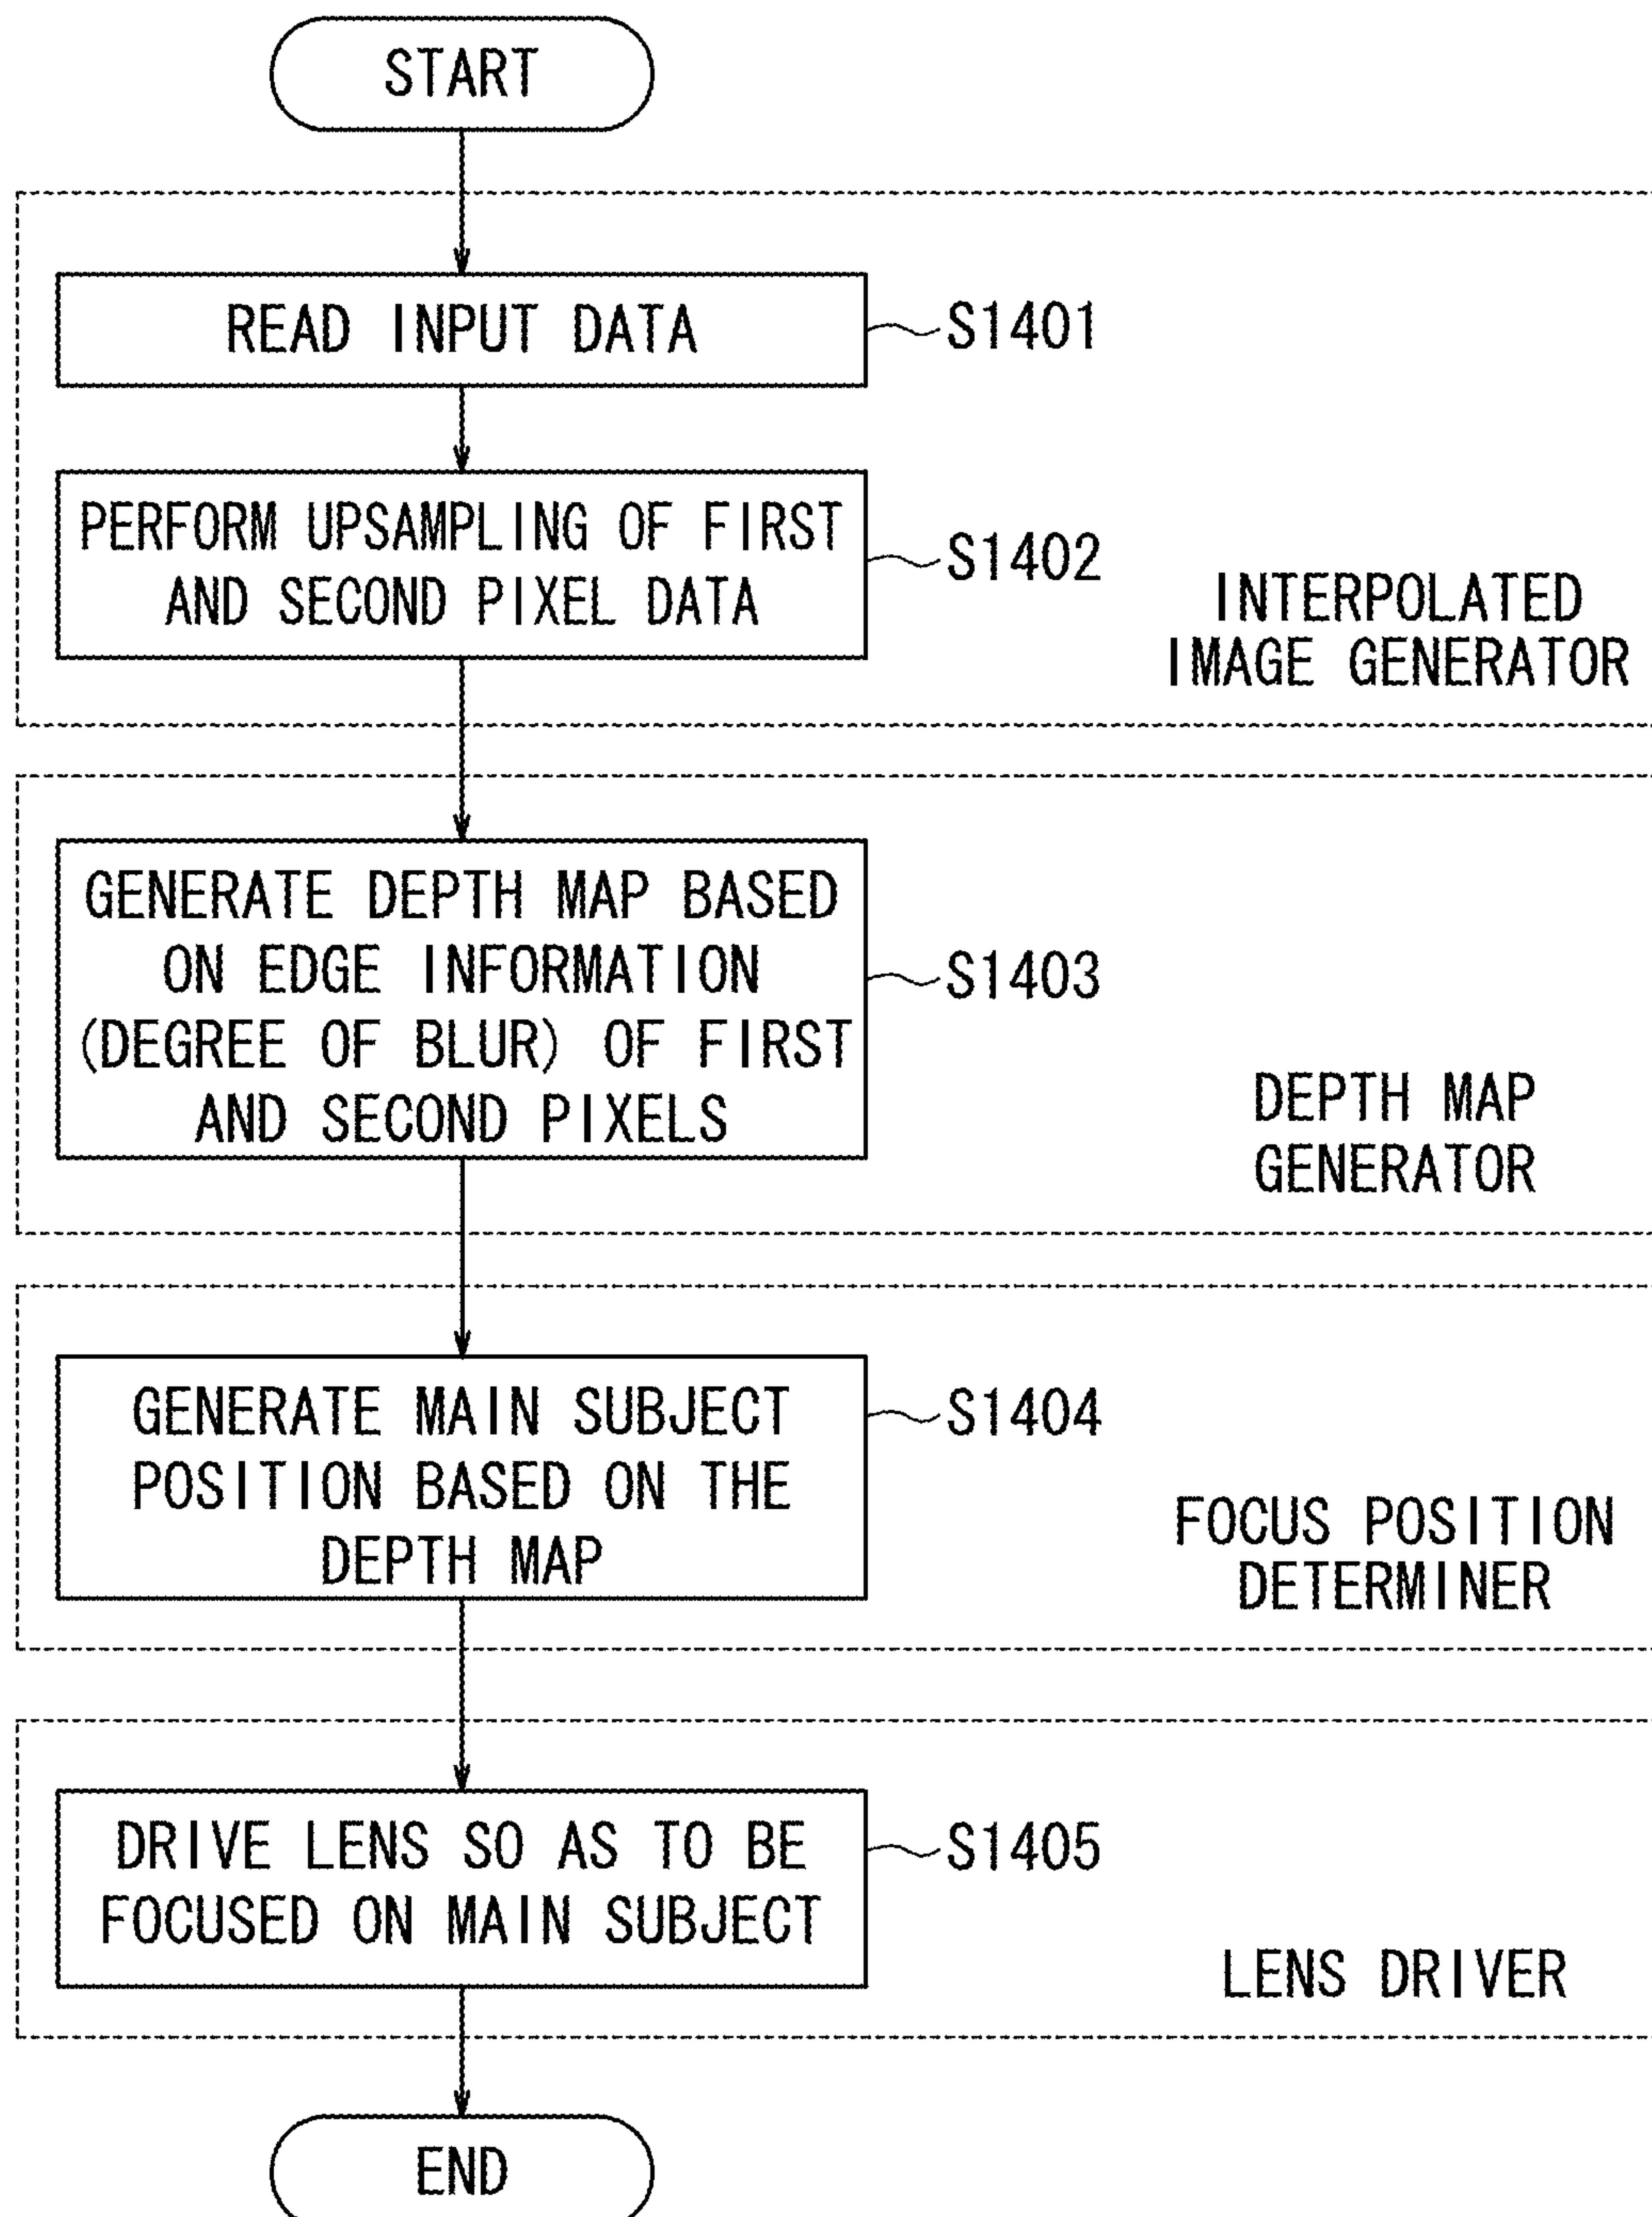 START
READ INPUT DATA
S1401
PERFORM UPSAMPLING OF FIRST
AND SECOND PIXEL DATA
S1402
INTERPOLATED
IMAGE GENERATOR
GENERATE DEPTH MAP BASED
ON EDGE INFORMATION
(DEGREE OF BLUR) OF FIRST
AND SECOND PIXELS
S1403
DEPTH MAP
GENERATOR
GENERATE MAIN SUBJECT
POSITION BASED ON THE
DEPTH MAP
S1404
FOCUS POSITION
DETERMINER
DRIVE LENS SO AS TO BE
FOCUSED ON MAIN SUBJECT
S1405
LENS DRIVER
END